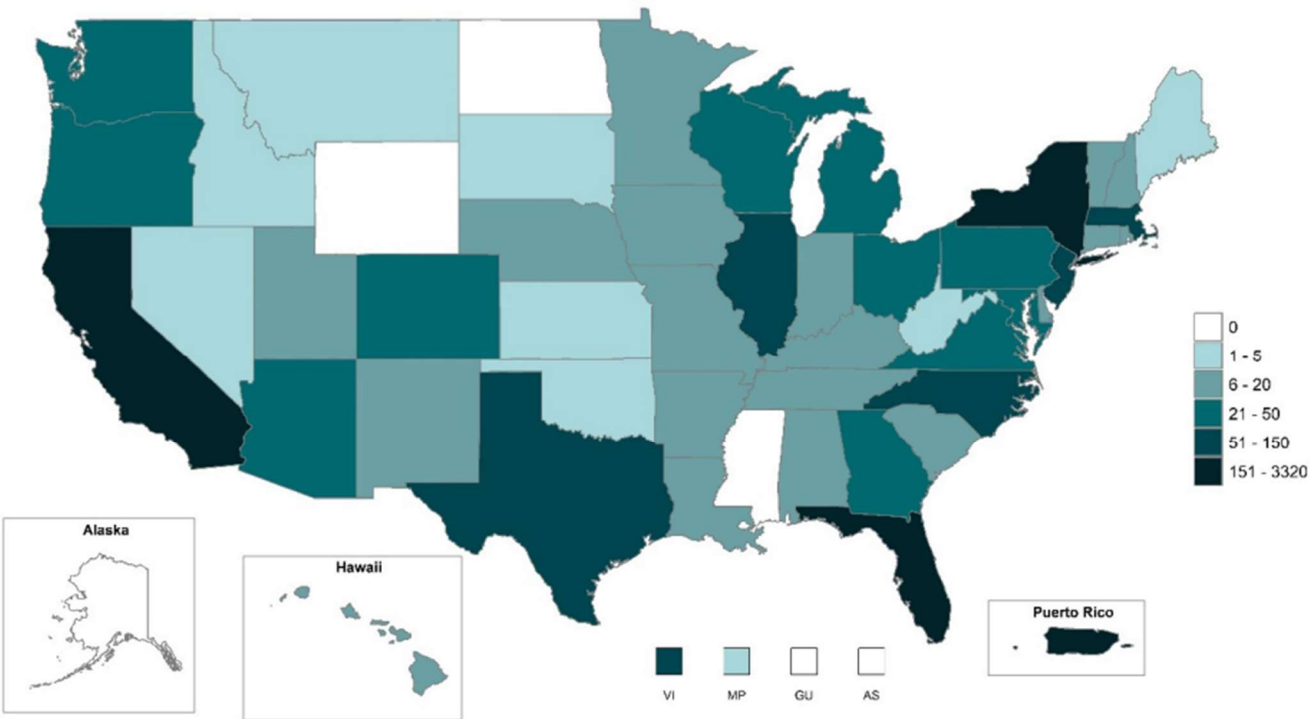 0
1 - 5
6 - 20
21 - 50
51 - 150
151 - 3320
Alaska
Hawaii
Puerto Rico
VI MP GU AS